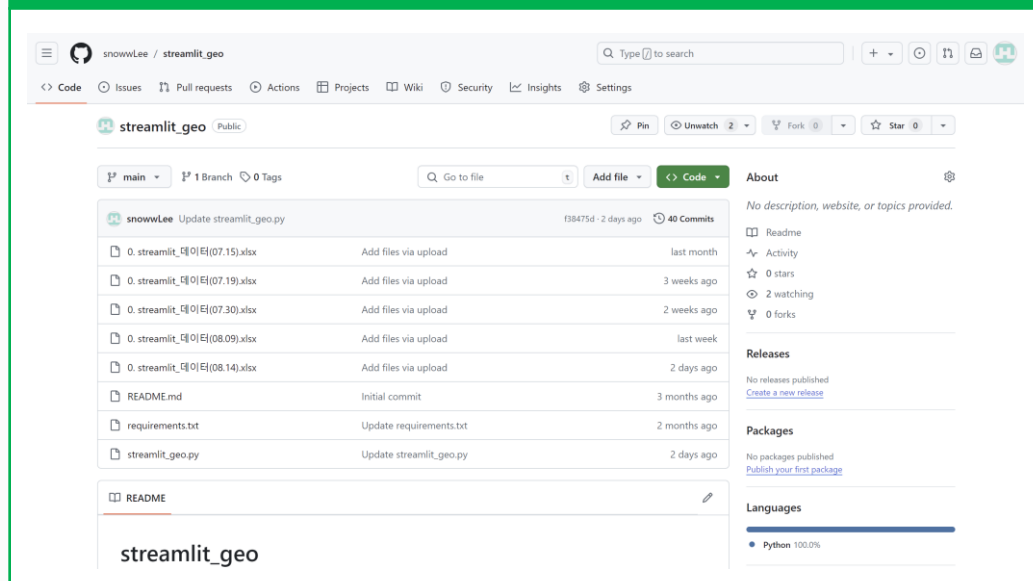 snowwLee / streamlit_geo
Type / to search
<> Code Issues Pull requests Actions Projects Wiki Security Insights Settings
streamlit_geo Public
Pin Unwatch 2 Fork 0 Star 0
main 1 Branch 0 Tags
Go to file t
Add file <> Code
snowwLee Update streamlit_geo.py f38475d · 2 days ago 40 Commits
0. streamlit_데이터(07.15).xlsx Add files via upload last month
0. streamlit_데이터(07.19).xlsx Add files via upload 3 weeks ago
0. streamlit_데이터(07.30).xlsx Add files via upload 2 weeks ago
0. streamlit_데이터(08.09).xlsx Add files via upload last week
0. streamlit_데이터(08.14).xlsx Add files via upload 2 days ago
README.md Initial commit 3 months ago
requirements.txt Update requirements.txt 2 months ago
streamlit_geo.py Update streamlit_geo.py 2 days ago
README
streamlit_geo
About
No description, website, or topics provided.
Readme
Activity
0 stars
2 watching
0 forks
Releases
No releases published
Create a new release
Packages
No packages published
Publish your first package
Languages
Python 100.0%